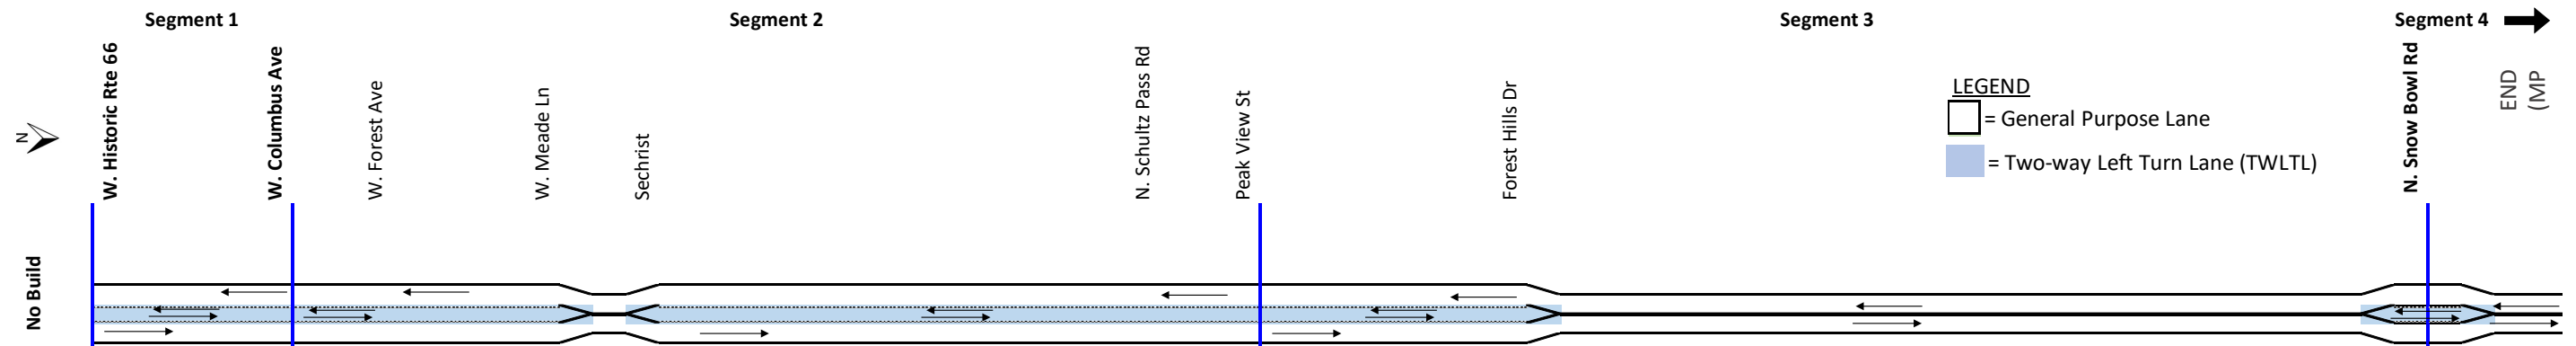 Segment 1
Segment 2
Segment 3
Segment 4
W. Historic Rte 66
W. Columbus Ave
W. Forest Ave
W. Meade Ln
Sechrist
N. Schultz Pass Rd
Peak View St
Forest Hills Dr
N. Snow Bowl Rd
END
(MP
LEGEND
= General Purpose Lane
= Two-way Left Turn Lane (TWLTL)
N
No Build